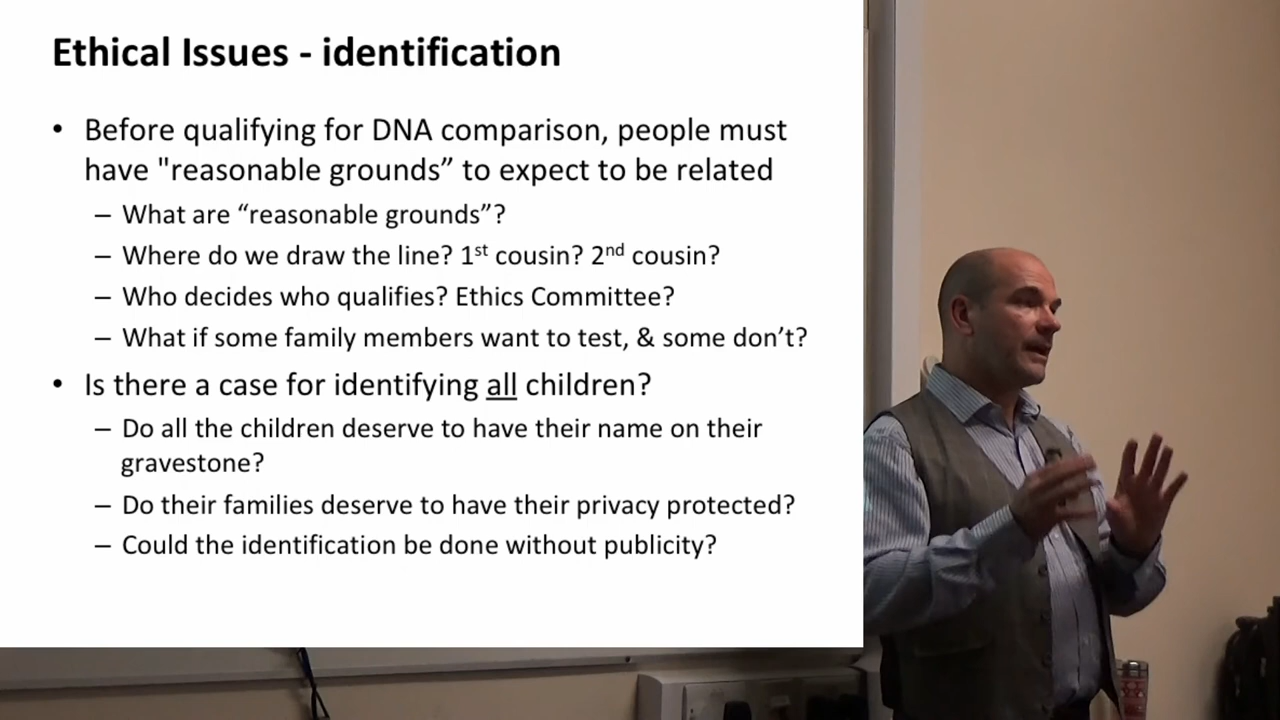 Ethical Issues - identification
• Before qualifying for DNA comparison, people must
have "reasonable grounds” to expect to be related
– What are “reasonable grounds”?
– Where do we draw the line? 1st cousin? 2nd cousin?
– Who decides who qualifies? Ethics Committee?
– What if some family members want to test, & some don’t?
• Is there a case for identifying all children?
– Do all the children deserve to have their name on their
gravestone?
– Do their families deserve to have their privacy protected?
– Could the identification be done without publicity?